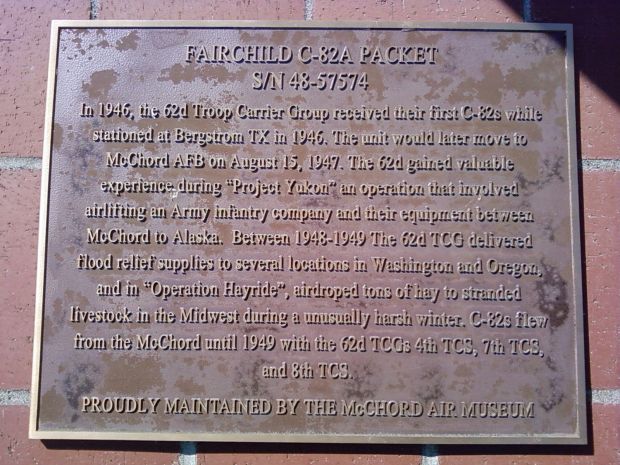 FAIRCHILD C-82A PACKET
S/N 48-57574
In 1946, the 62d Troop Carrier Group received their first C-82s while
stationed at Bergstrom TX in 1946. The unit would later move to
McChord AFB on August 15, 1947. The 62d gained valuable
experience during "Project Yukon" an operation that involved
airlifting an Army infantry company and their equipment between
McChord to Alaska. Between 1948-1949 The 62d TCG delivered
flood relief supplies to several locations in Washington and Oregon,
and in "Operation Hayride", airdroped tons of hay to stranded
livestock in the Midwest during a unusually harsh winter. C-82s flew
from the McChord until 1949 with the 62d TCGs 4th TCS, 7th TCS,
and 8th TCS.
PROUDLY MAINTAINED BY THE McCHORD AIR MUSEUM